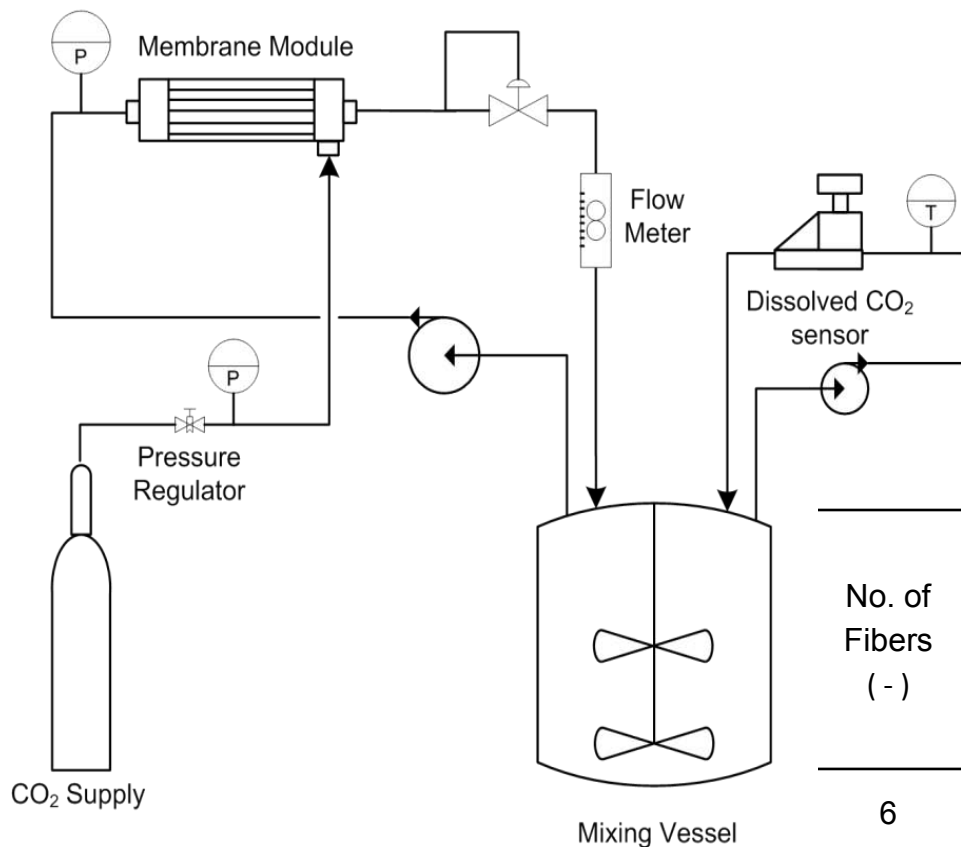 P
Membrane Module
Flow
Meter
T
Dissolved CO₂
sensor
P
Pressure
Regulator
No. of
Fibers
( - )
CO₂ Supply
Mixing Vessel
6